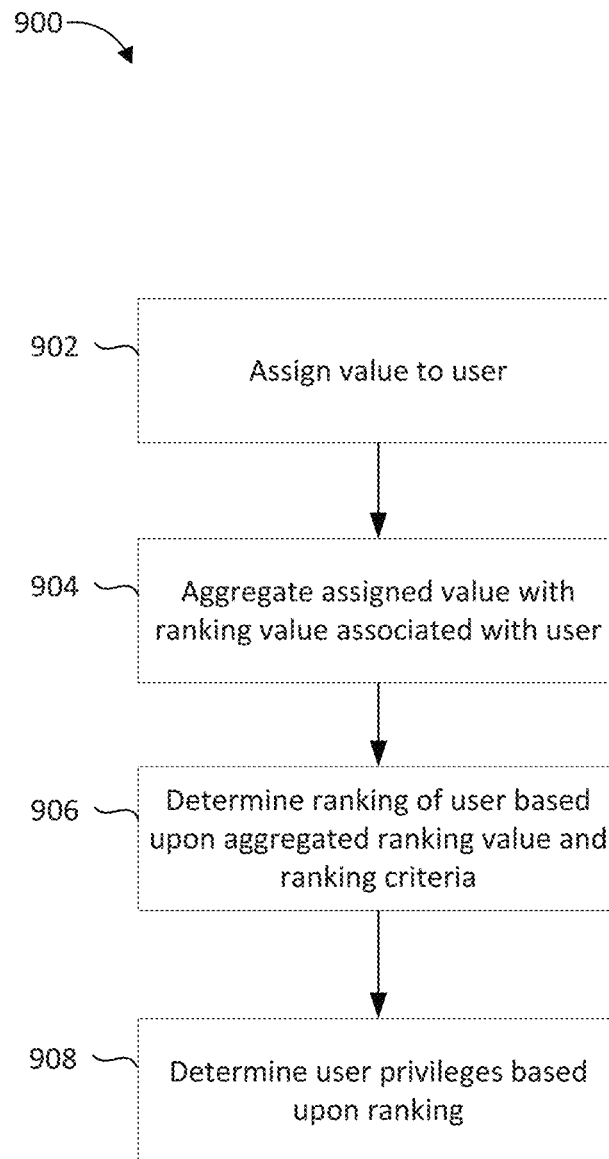 900
902
Assign value to user
904
Aggregate assigned value with
ranking value associated with user
906
Determine ranking of user based
upon aggregated ranking value and
ranking criteria
908
Determine user privileges based
upon ranking